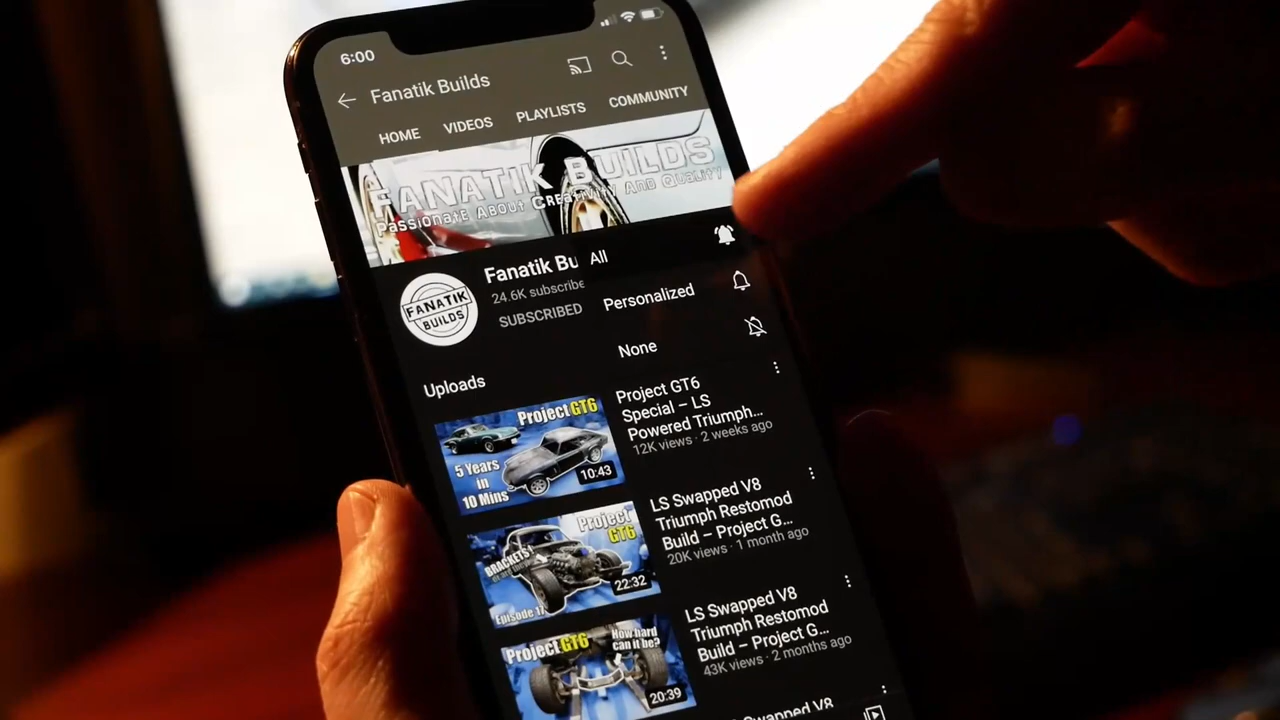 6:00
Fanatik Builds
HOME VIDEOS PLAYLISTS COMMUNITY
FANATIK BUILDS
PASSIONATE ABOUT CREATIVITY AND QUALITY
FANATIK
BUILDS
Fanatik Bu
24.6K subscribe
SUBSCRIBED
All
Personalized
None
Uploads
Project GT6
5 Years
in
10 Mins
10:43
Project GT6
Special – LS
Powered Triumph...
12K views · 2 weeks ago
Project
GT6
BRACKETS!
Episode 17
22:32
LS Swapped V8
Triumph Restomod
Build – Project G...
20K views · 1 month ago
Project GT6
How hard
can it be?
20:39
LS Swapped V8
Triumph Restomod
Build – Project G...
43K views · 2 months ago
LS Swapped V8